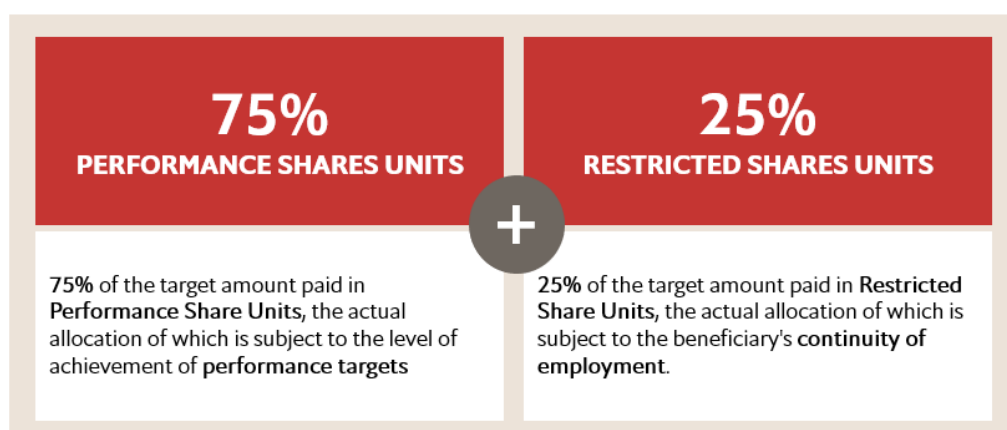 75%
PERFORMANCE SHARES UNITS
75% of the target amount paid in
Performance Share Units, the actual
allocation of which is subject to the level of
achievement of performance targets
+
25%
RESTRICTED SHARES UNITS
25% of the target amount paid in Restricted
Share Units, the actual allocation of which is
subject to the beneficiary's continuity of
employment.